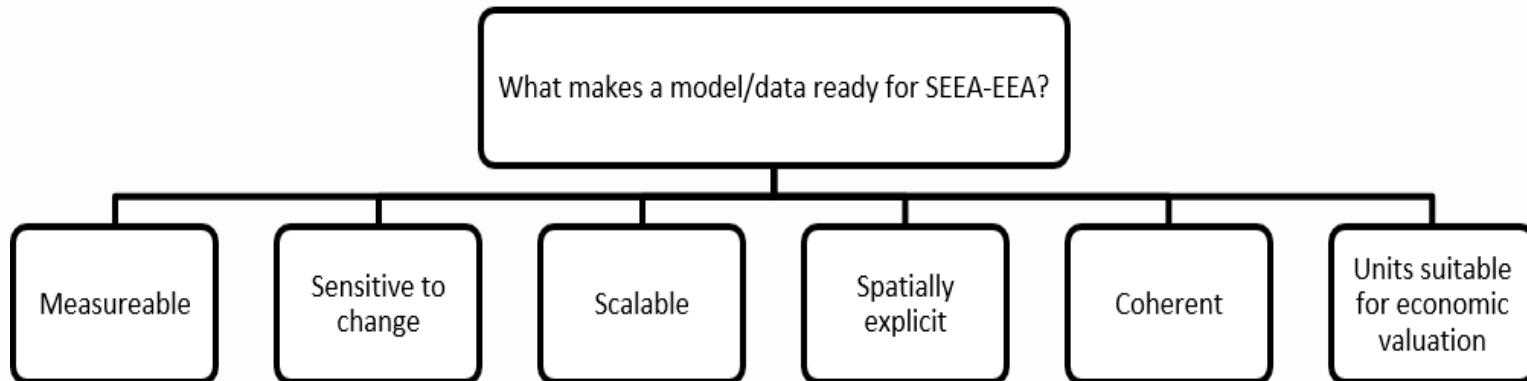 What makes a model/data ready for SEEA-EEA?
Measureable
Sensitive to
change
Scalable
Spatially
explicit
Coherent
Units suitable
for economic
valuation